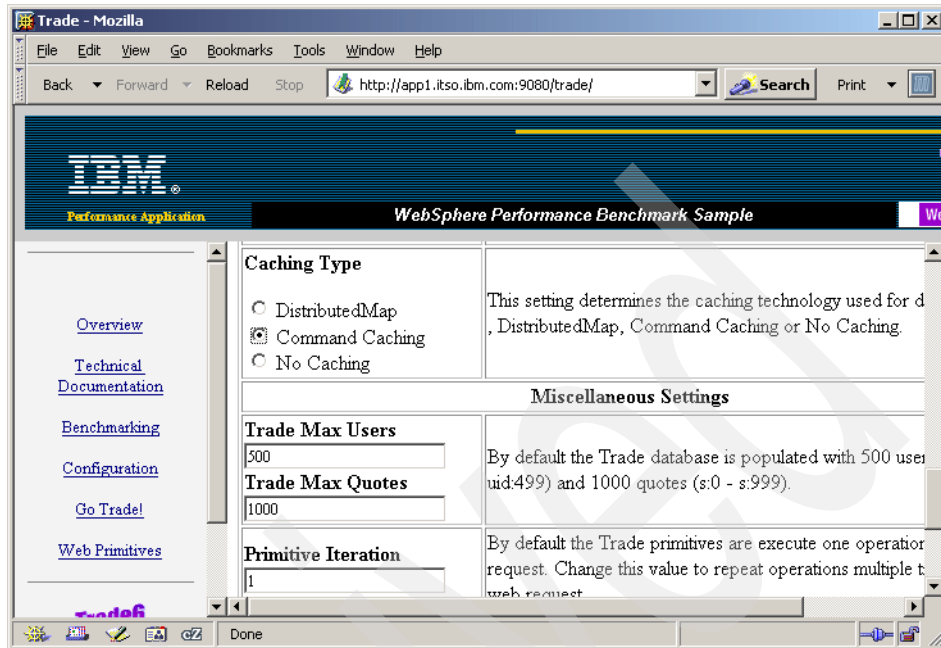 Trade - Mozilla
File Edit View Go Bookmarks Tools Window Help
Back Forward Reload Stop http://app1.itso.ibm.com:9080/trade/ Search Print
IBM®
Performance Application
WebSphere Performance Benchmark Sample
We
Overview
Technical
Documentation
Benchmarking
Configuration
Go Trade!
Web Primitives
Trade6
Caching Type
DistributedMap
Command Caching
No Caching
This setting determines the caching technology used for d
, DistributedMap, Command Caching or No Caching.
Miscellaneous Settings
Trade Max Users
500
Trade Max Quotes
1000
By default the Trade database is populated with 500 user
uid:499) and 1000 quotes (s:0 - s:999).
Primitive Iteration
1
By default the Trade primitives are execute one operation
request. Change this value to repeat operations multiple t
web request
Done